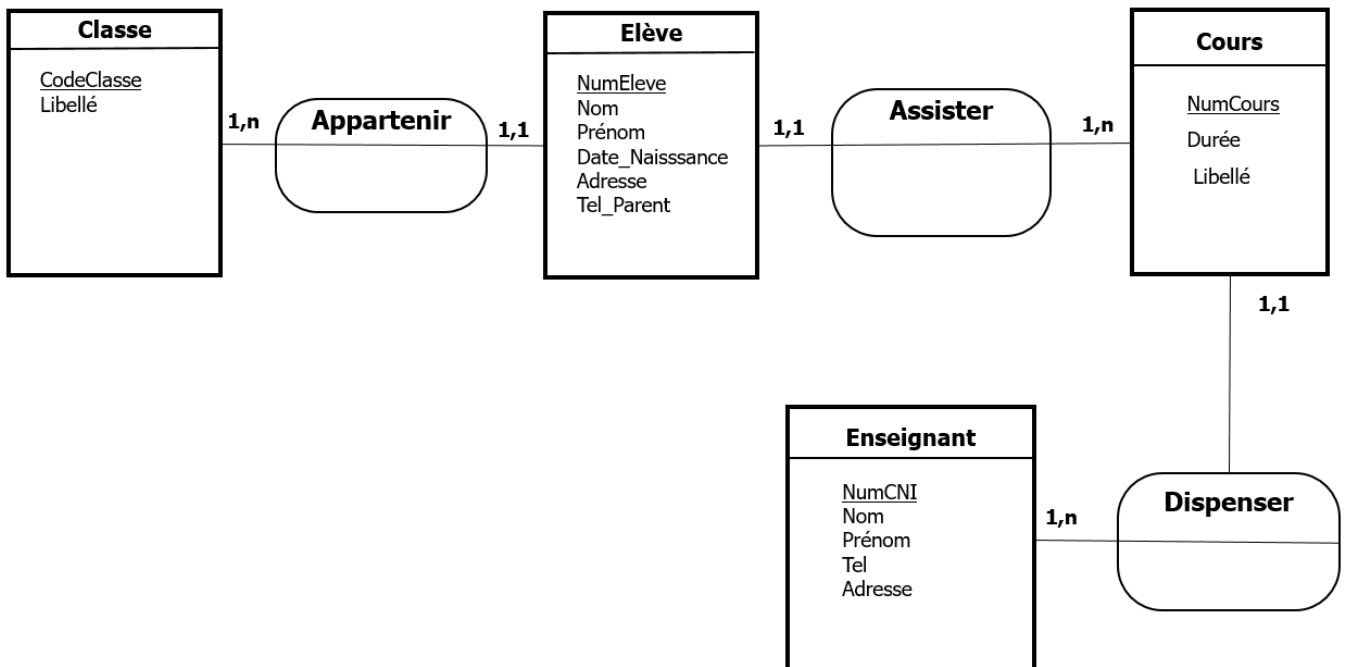 Classe
CodeClasse
Libellé
1,n
Appartenir
1,1
Elève
NumEleve
Nom
Prénom
Date_Naisssance
Adresse
Tel_Parent
1,1
Assister
1,n
Cours
NumCours
Durée
Libellé
1,1
Enseignant
NumCNI
Nom
Prénom
Tel
Adresse
1,n
Dispenser